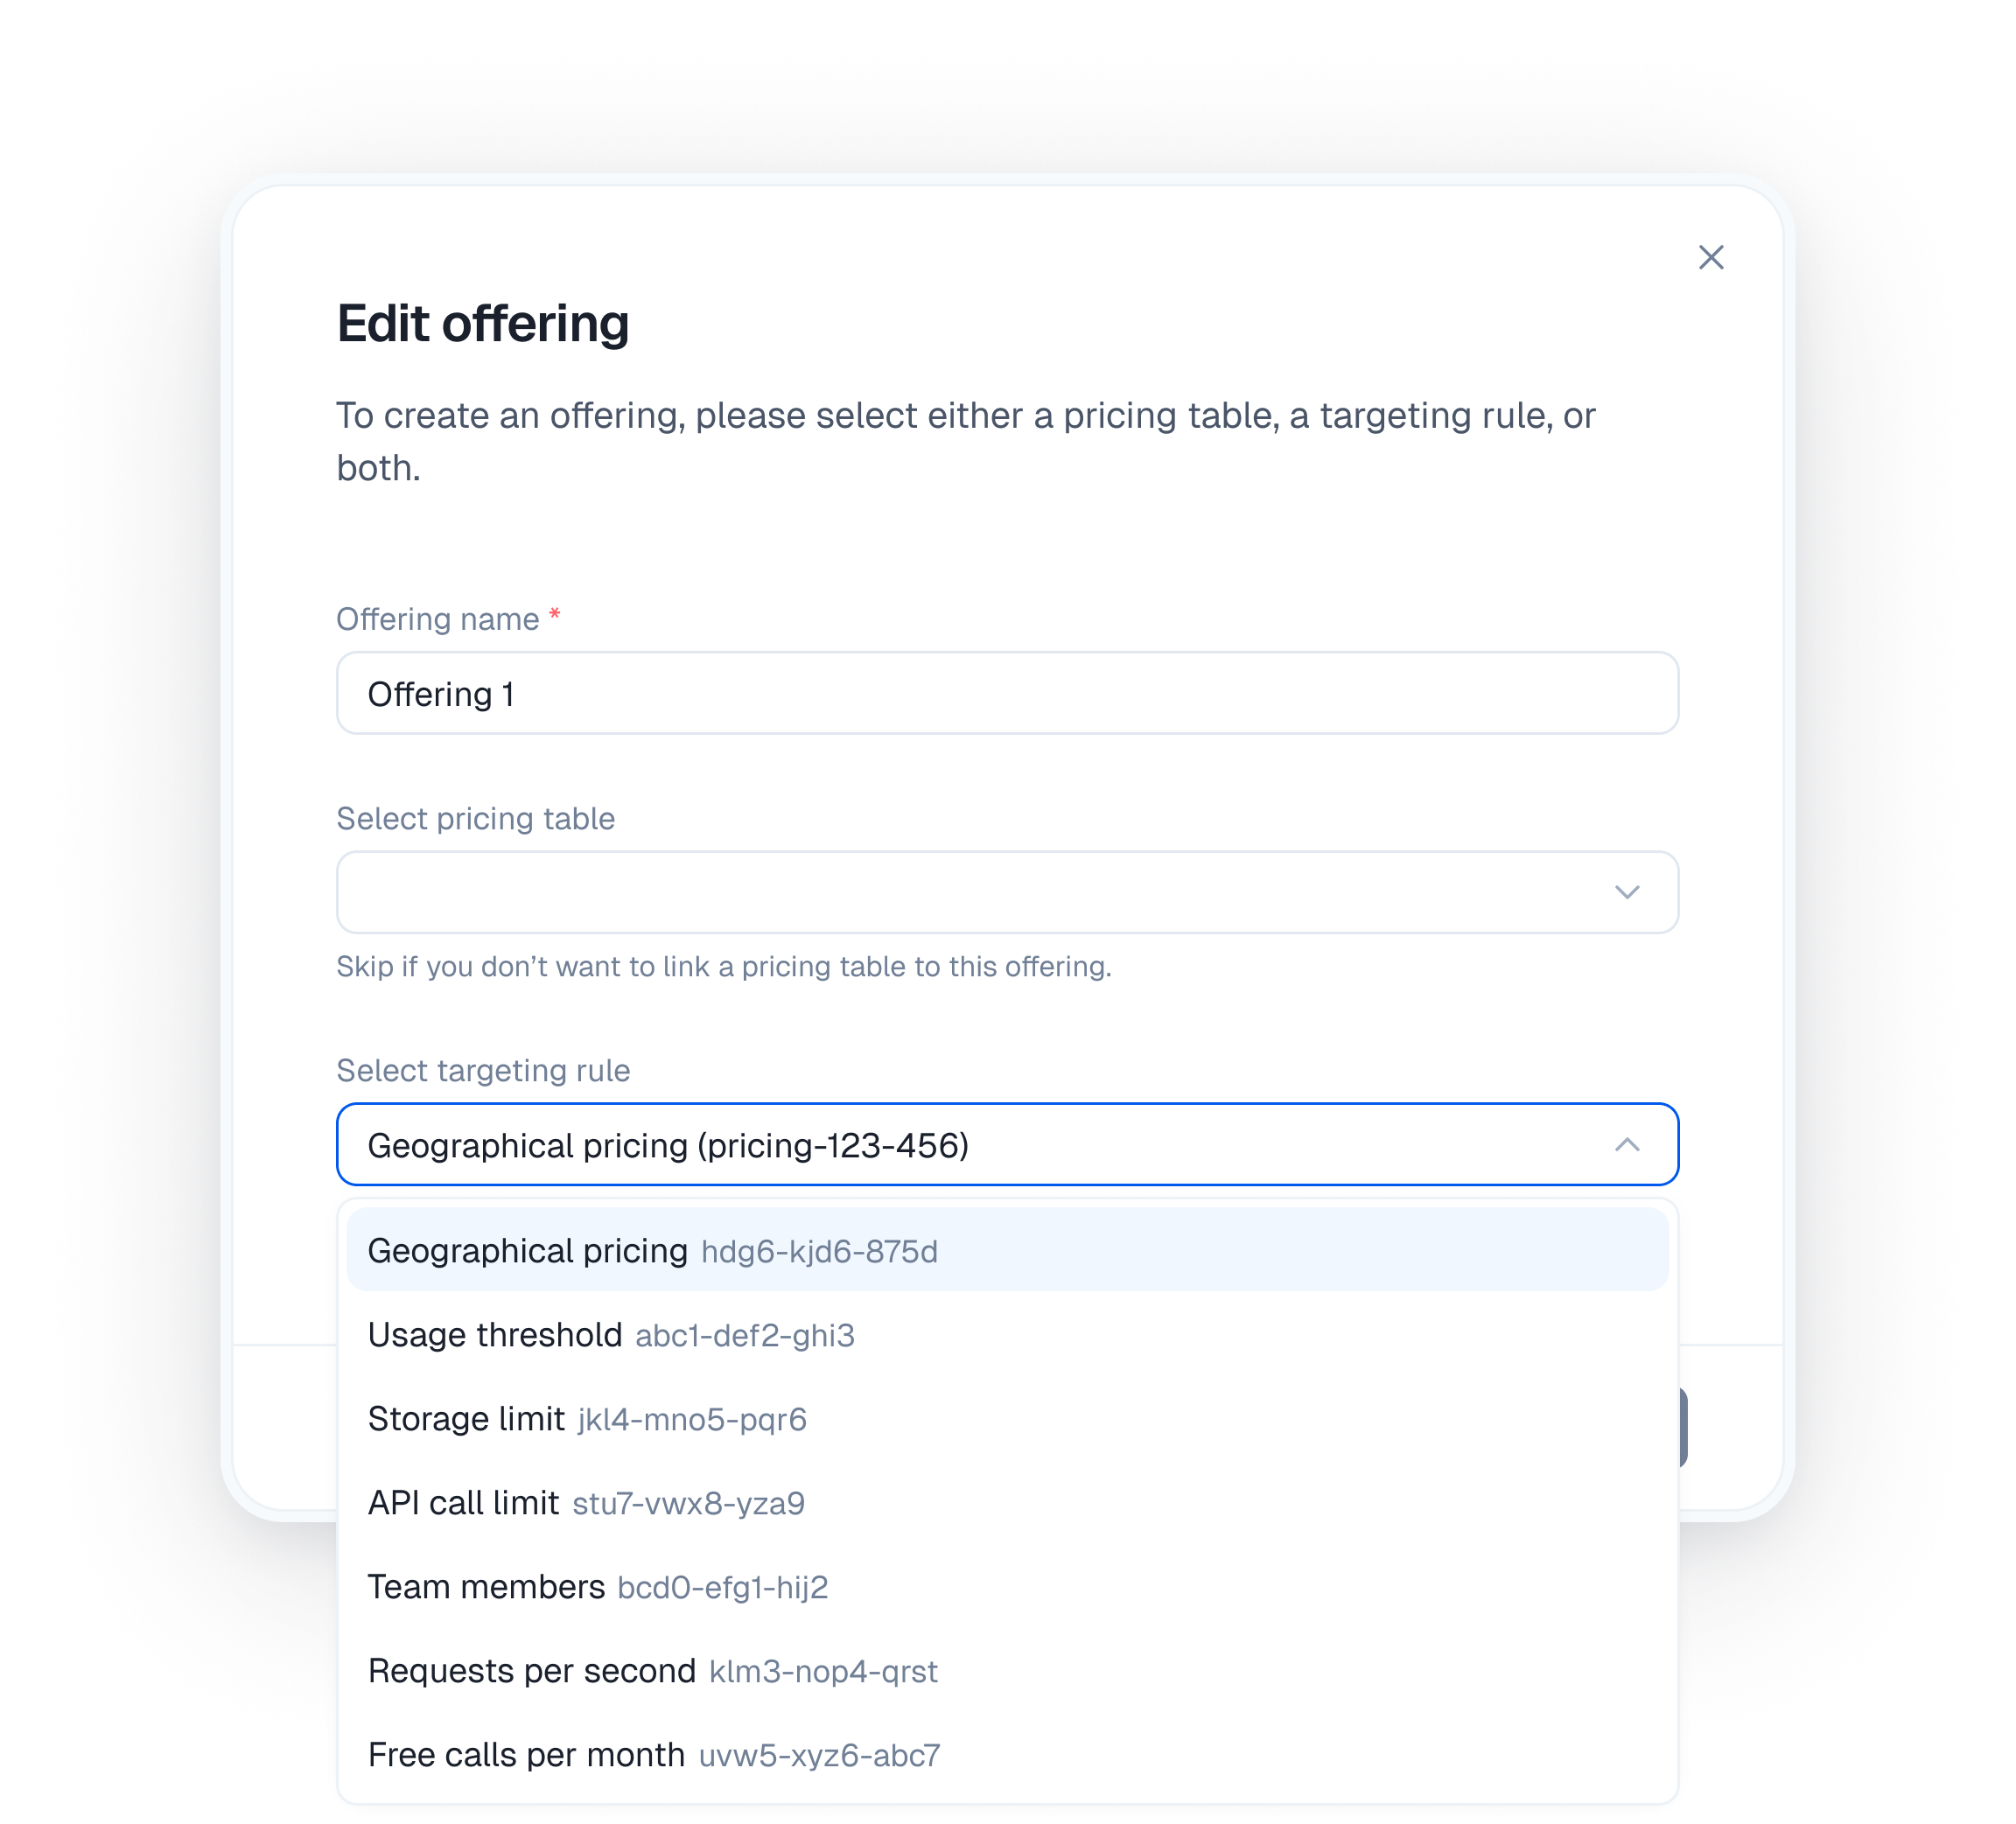 Edit offering
To create an offering, please select either a pricing table, a targeting rule, or
both.
Offering name *
Offering 1
Select pricing table
Skip if you don’t want to link a pricing table to this offering.
Select targeting rule
Geographical pricing (pricing-123-456)
Geographical pricing hdg6-kjd6-875d
Usage threshold abc1-def2-ghi3
Storage limit jkl4-mno5-pqr6
API call limit stu7-vwx8-yza9
Team members bcd0-efg1-hij2
Requests per second klm3-nop4-qrst
Free calls per month uvw5-xyz6-abc7